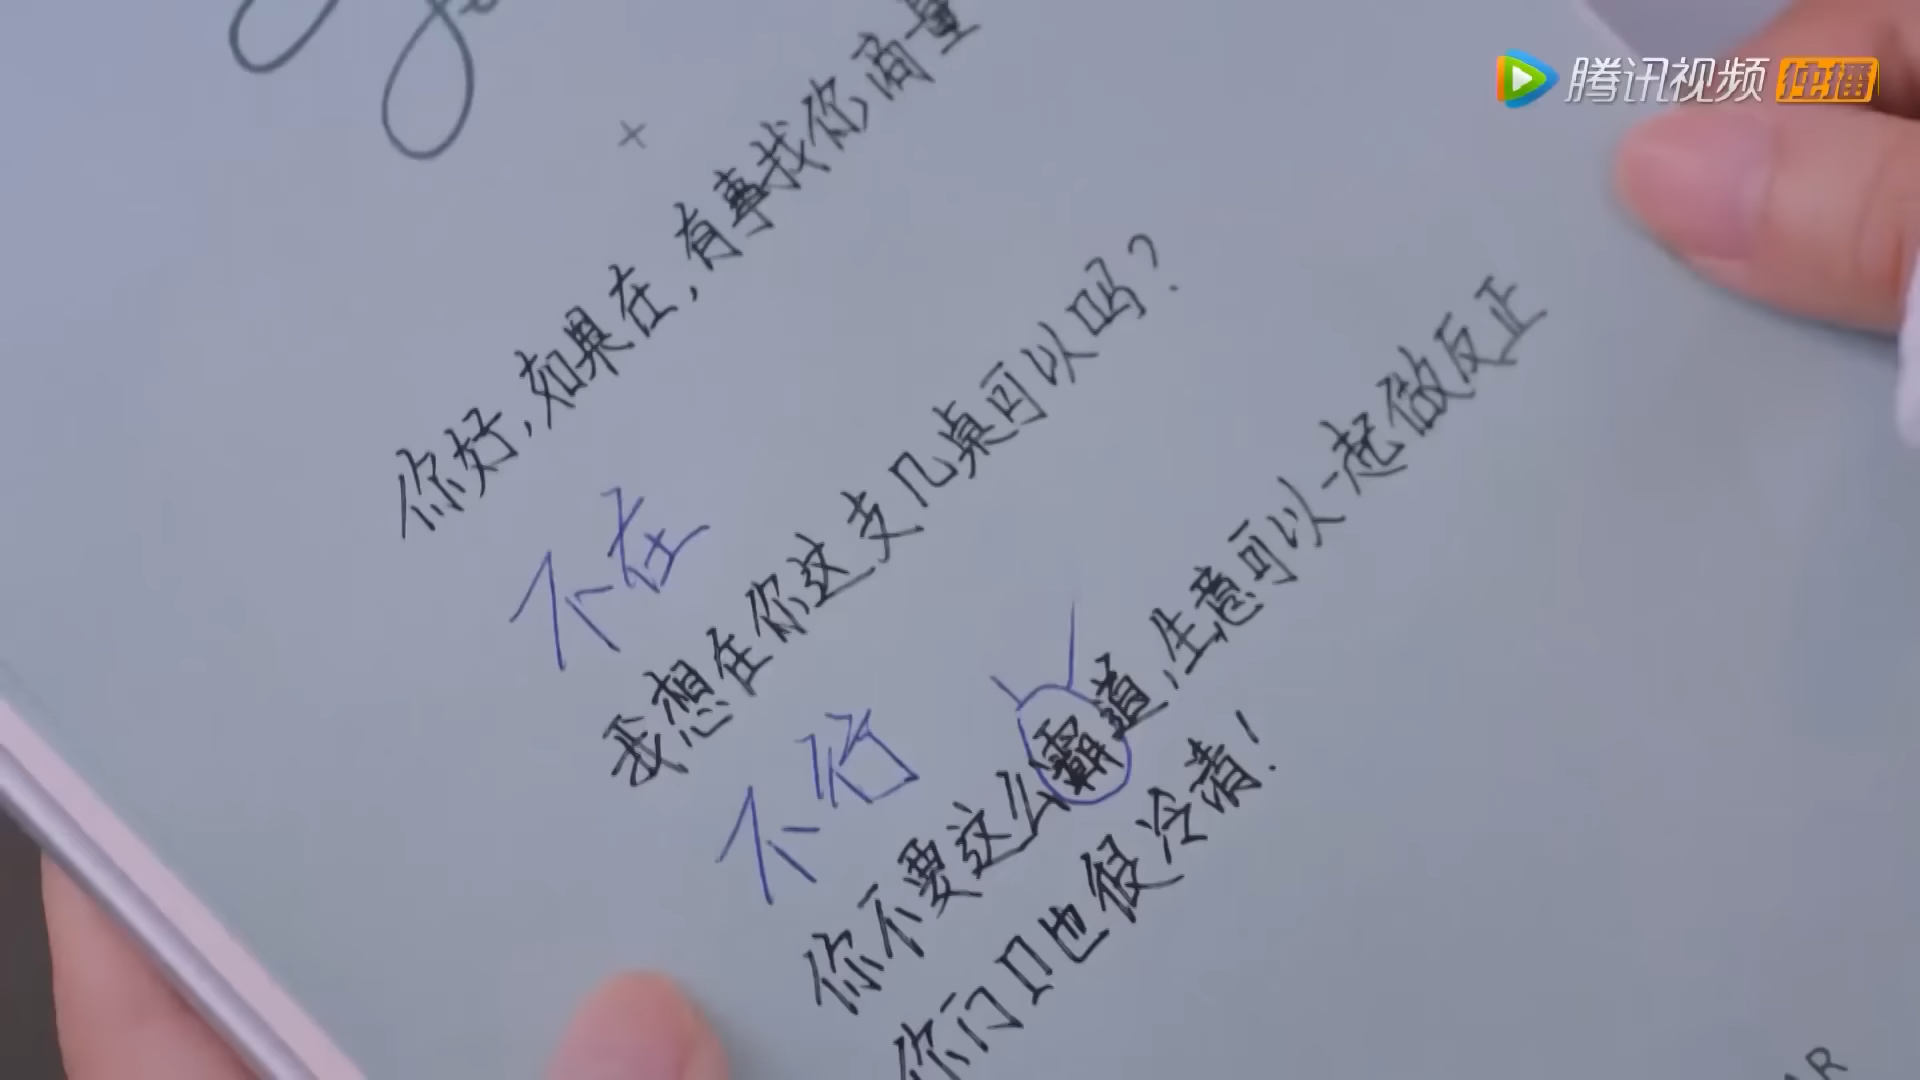 腾讯视频 独播
你好,如果在,有事找你商量
不在
我想在你这支几桌可以吗?
不行
你不要这么霸道,生意可以一起做反正
你门口也很冷清!
AR